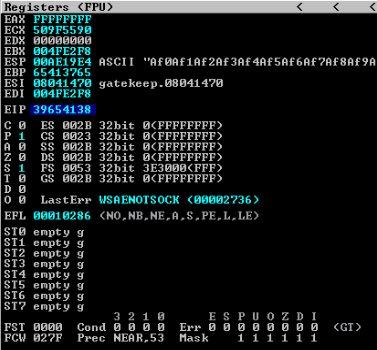 Registers (FPU) < < <
EAX FFFFFFFF
ECX 509F5590
EDX 00000000
EBX 004FE2F8
ESP 00AE19E4 ASCII "Af0Af1Af2Af3Af4Af5Af6Af7Af8Af9A
EBP 65413765
ESI 08041470 gatekeep.08041470
EDI 004FE2F8
EIP 39654138
C 0 ES 002B 32bit 0(FFFFFFFF)
P 1 CS 0023 32bit 0(FFFFFFFF)
A 0 SS 002B 32bit 0(FFFFFFFF)
Z 0 DS 002B 32bit 0(FFFFFFFF)
S 1 FS 0053 32bit 3E3000(FFF)
T 0 GS 002B 32bit 0(FFFFFFFF)
D 0
O 0 LastErr WSAENOTSOCK (00002736)
EFL 00010286 (NO,NB,NE,A,S,PE,L,LE)
ST0 empty g
ST1 empty g
ST2 empty g
ST3 empty g
ST4 empty g
ST5 empty g
ST6 empty g
ST7 empty g
3 2 1 0 E S P U O Z D I
FST 0000 Cond 0 0 0 0 Err 0 0 0 0 0 0 0 0 (GT)
FCW 027F Prec NEAR,53 Mask 1 1 1 1 1 1